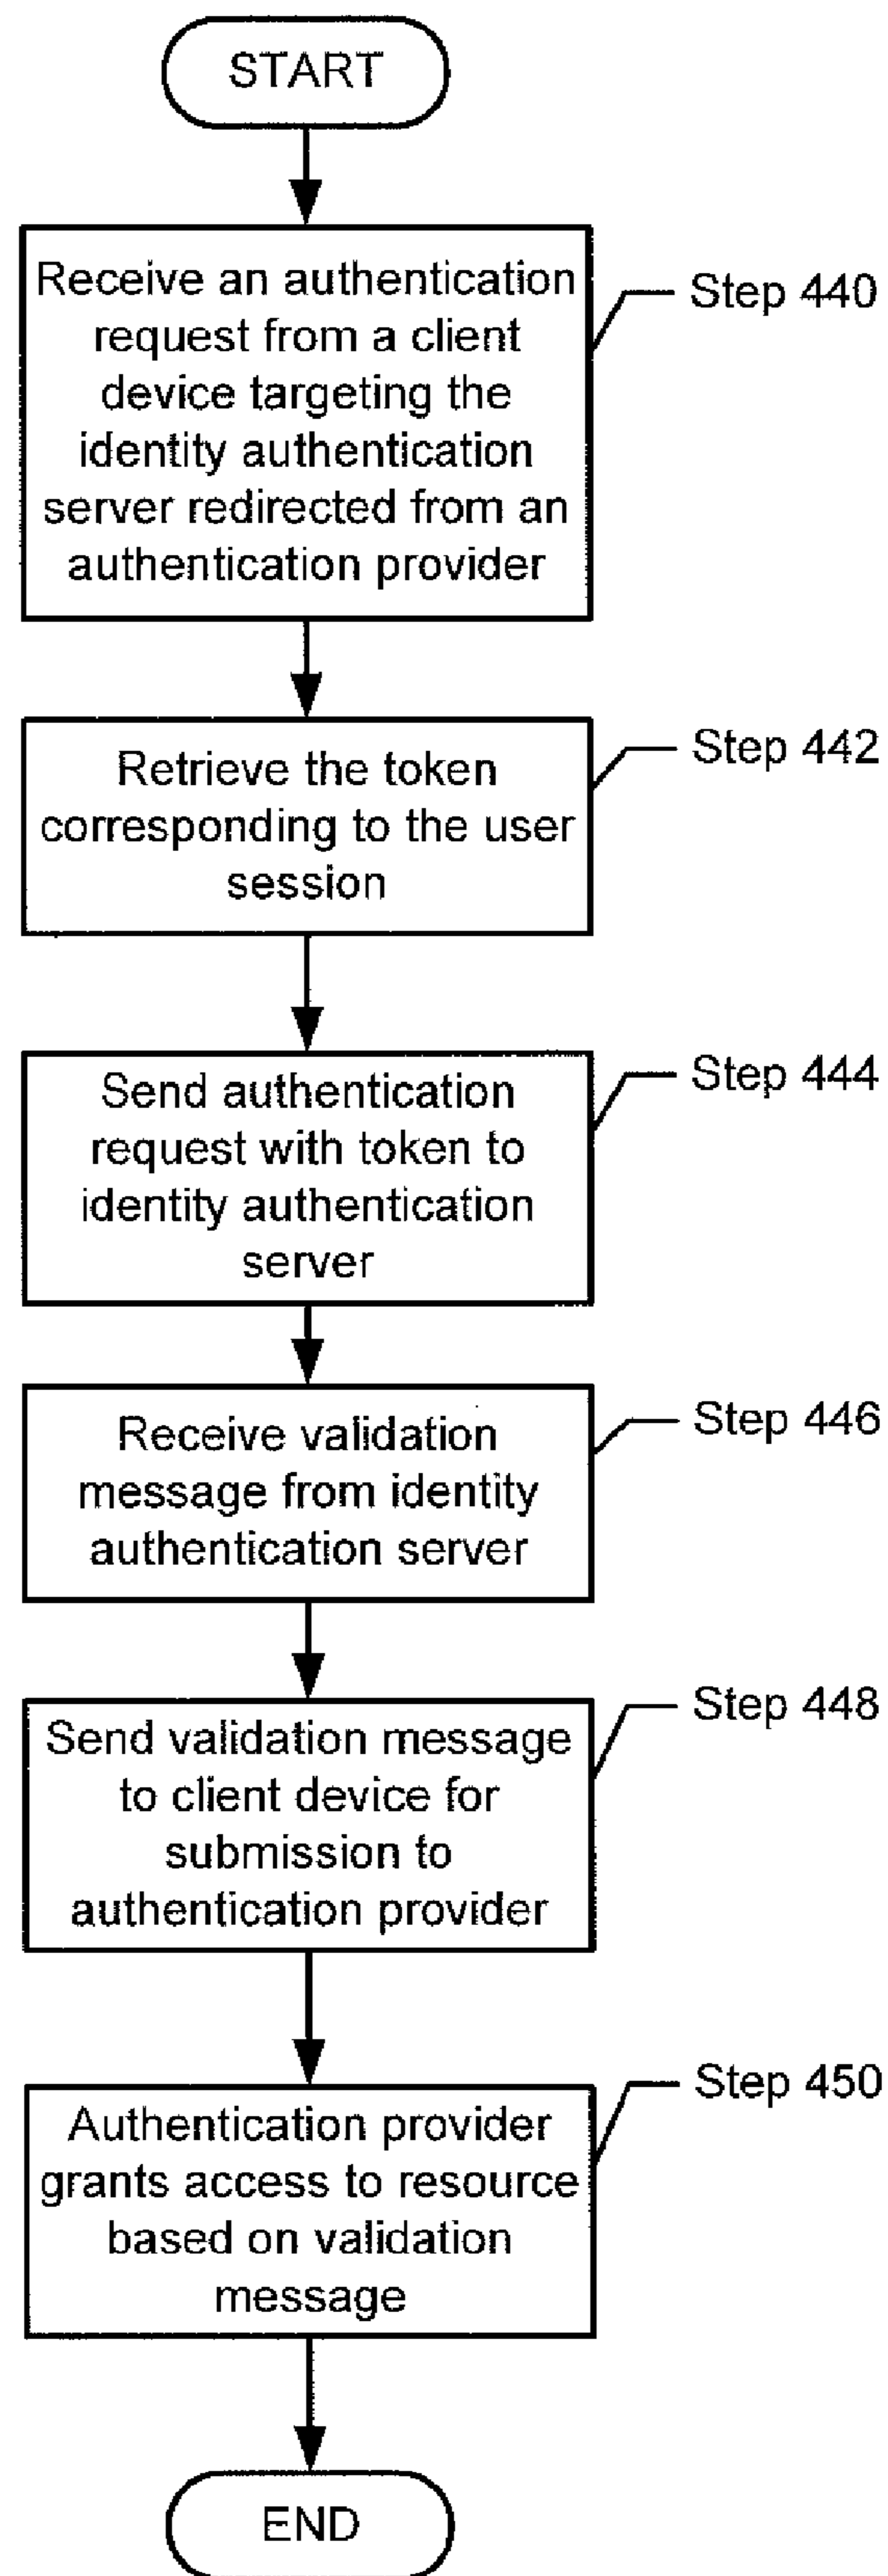 START
Receive an authentication
request from a client
device targeting the
identity authentication
server redirected from an
authentication provider
Step 440
Retrieve the token
corresponding to the user
session
Step 442
Send authentication
request with token to
identity authentication
server
Step 444
Receive validation
message from identity
authentication server
Step 446
Send validation message
to client device for
submission to
authentication provider
Step 448
Authentication provider
grants access to resource
based on validation
message
Step 450
END